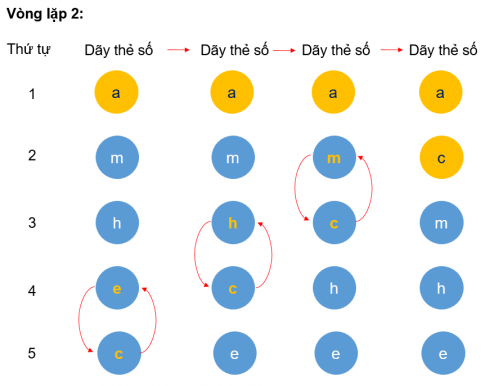 Vòng lặp 2:
Thứ tự Dãy thẻ số Dãy thẻ số Dãy thẻ số Dãy thẻ số
1 a a a a
2 m m m c
3 h h c m
4 e c h h
5 c e e e